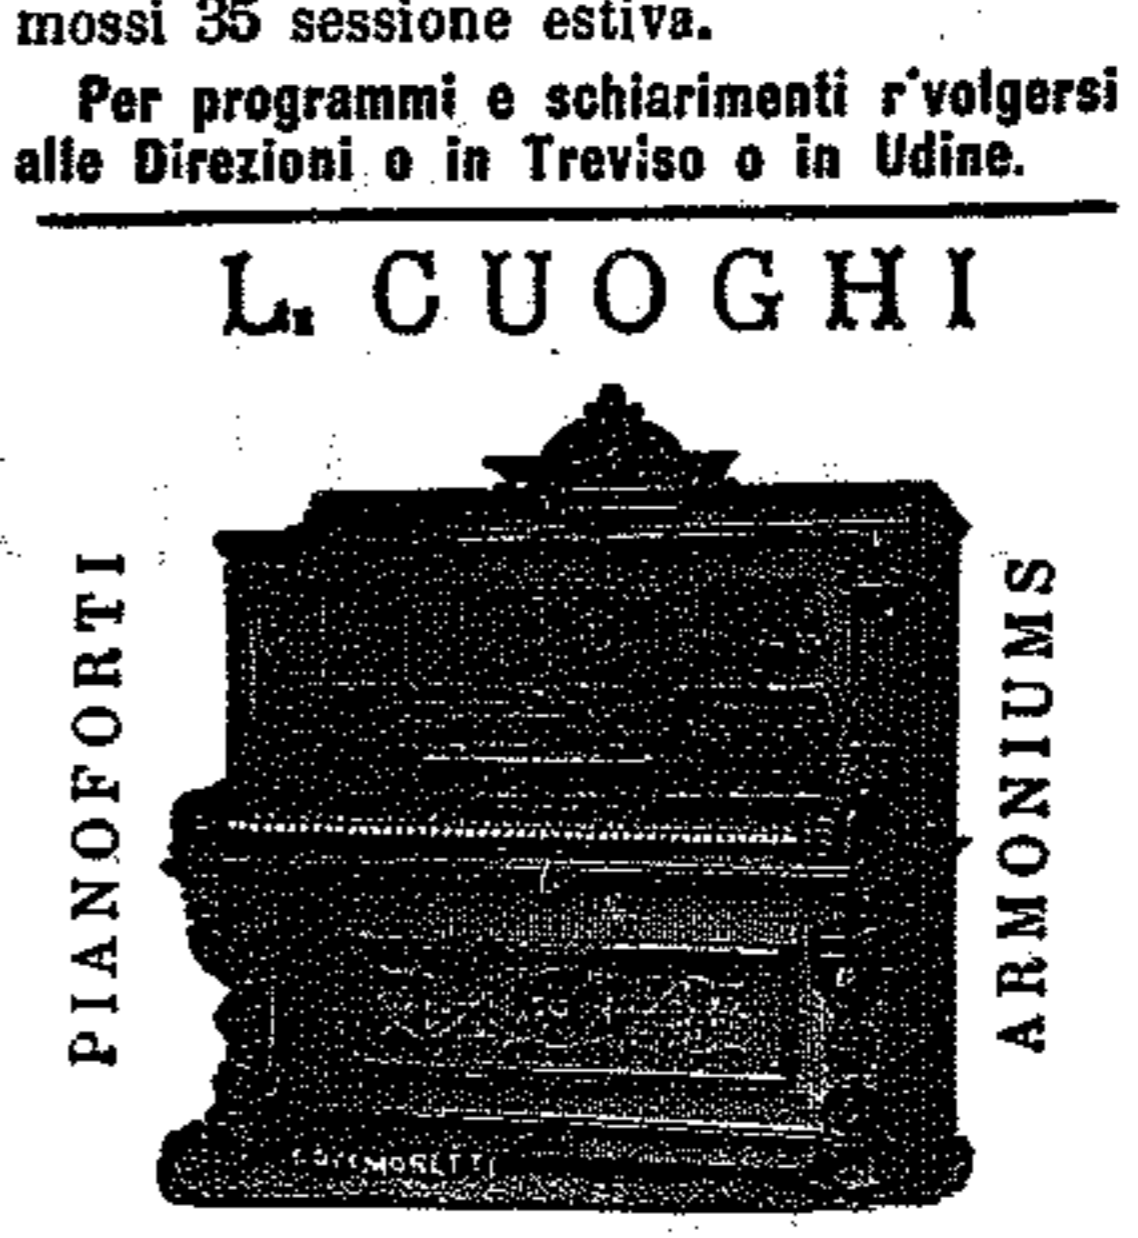 mossi 35 sessione estiva.
Per programmi e schiarimenti r'volgersi
alle Direzioni o in Treviso o in Udine.
L. CUOGHI
PIANOFORTI
ARMONIUMS